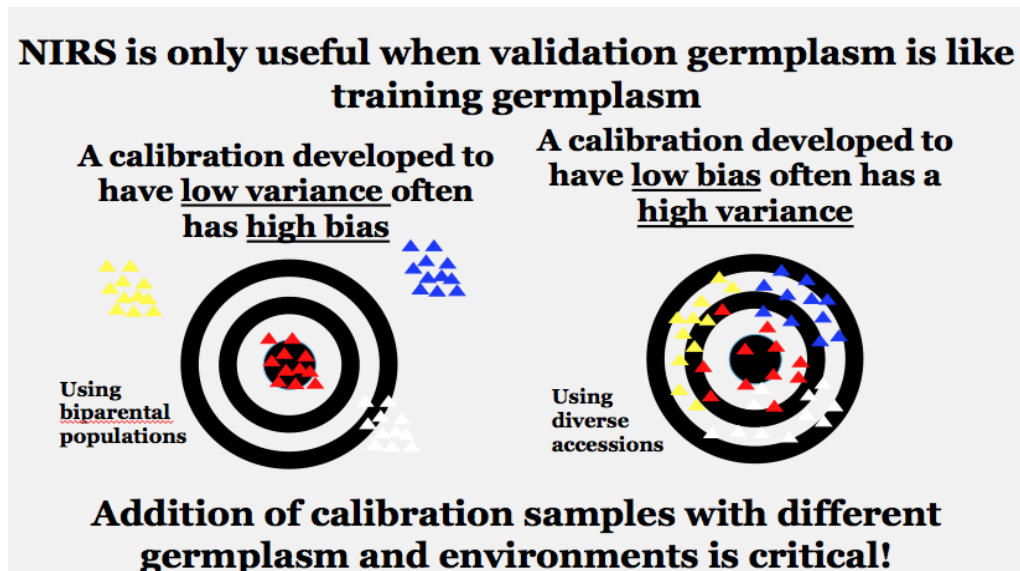 NIRS is only useful when validation germplasm is like
training germplasm
A calibration developed to
have low variance often
has high bias
A calibration developed to
have low bias often has a
high variance
Using
biparental
populations
Using
diverse
accessions
Addition of calibration samples with different
germplasm and environments is critical!